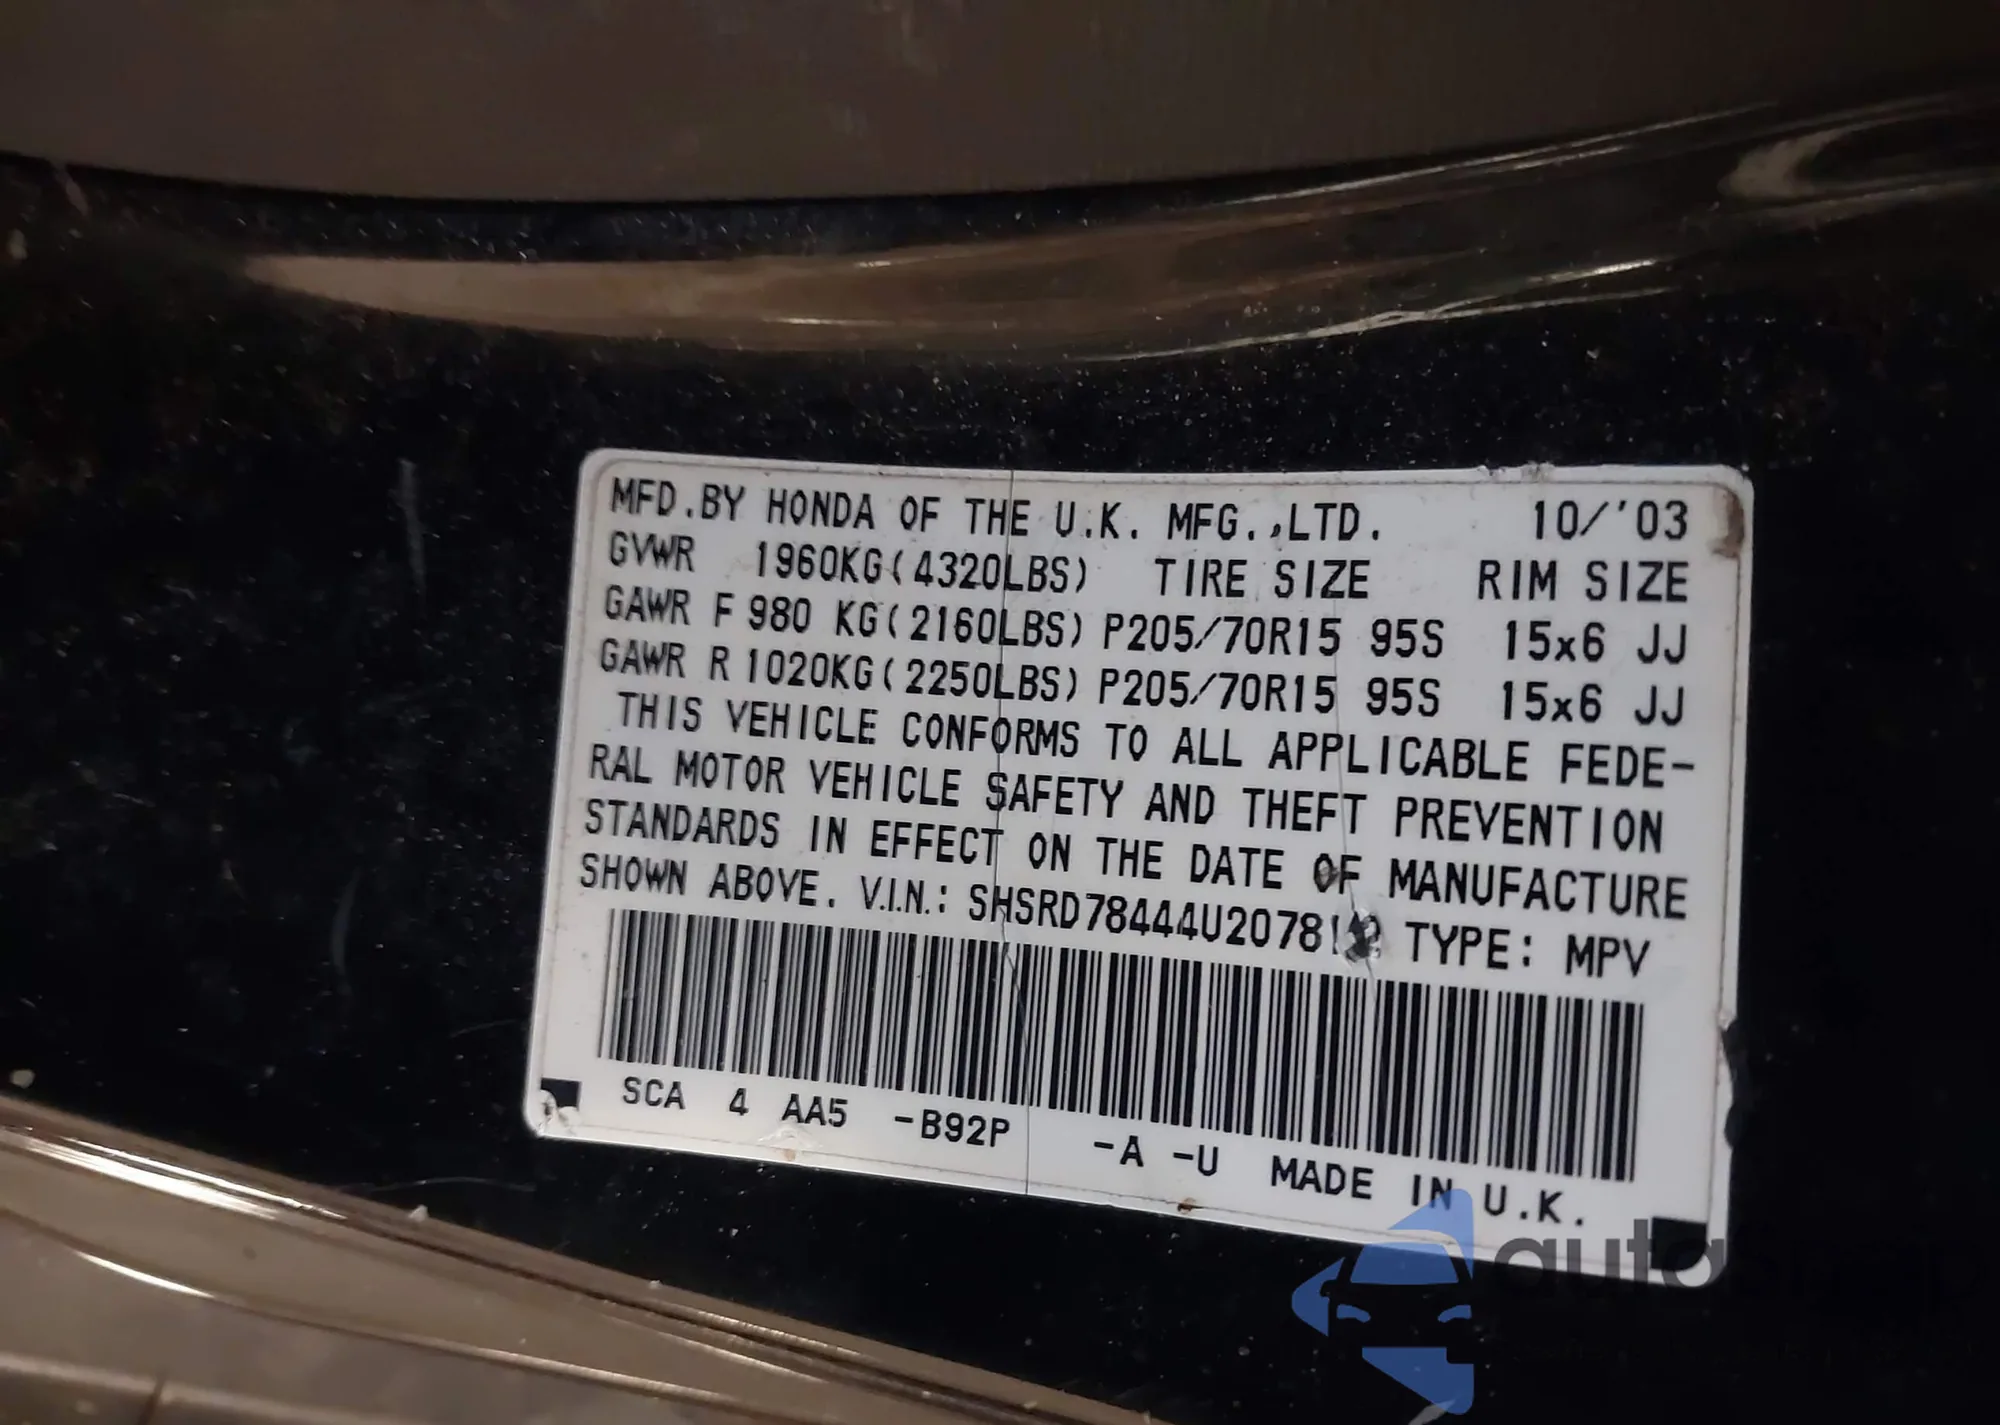 MFD.BY HONDA OF THE U.K. MFG.,LTD. 10/'03
GVWR 1960KG(4320LBS) TIRE SIZE RIM SIZE
GAWR F 980 KG(2160LBS) P205/70R15 95S 15x6 JJ
GAWR R 1020KG(2250LBS) P205/70R15 95S 15x6 JJ
THIS VEHICLE CONFORMS TO ALL APPLICABLE FEDE-
RAL MOTOR VEHICLE SAFETY AND THEFT PREVENTION
STANDARDS IN EFFECT ON THE DATE OF MANUFACTURE
SHOWN ABOVE. V.I.N.: TYPE: MPV
SCA 4 AA5 -B92P -A -U MADE IN U.K.